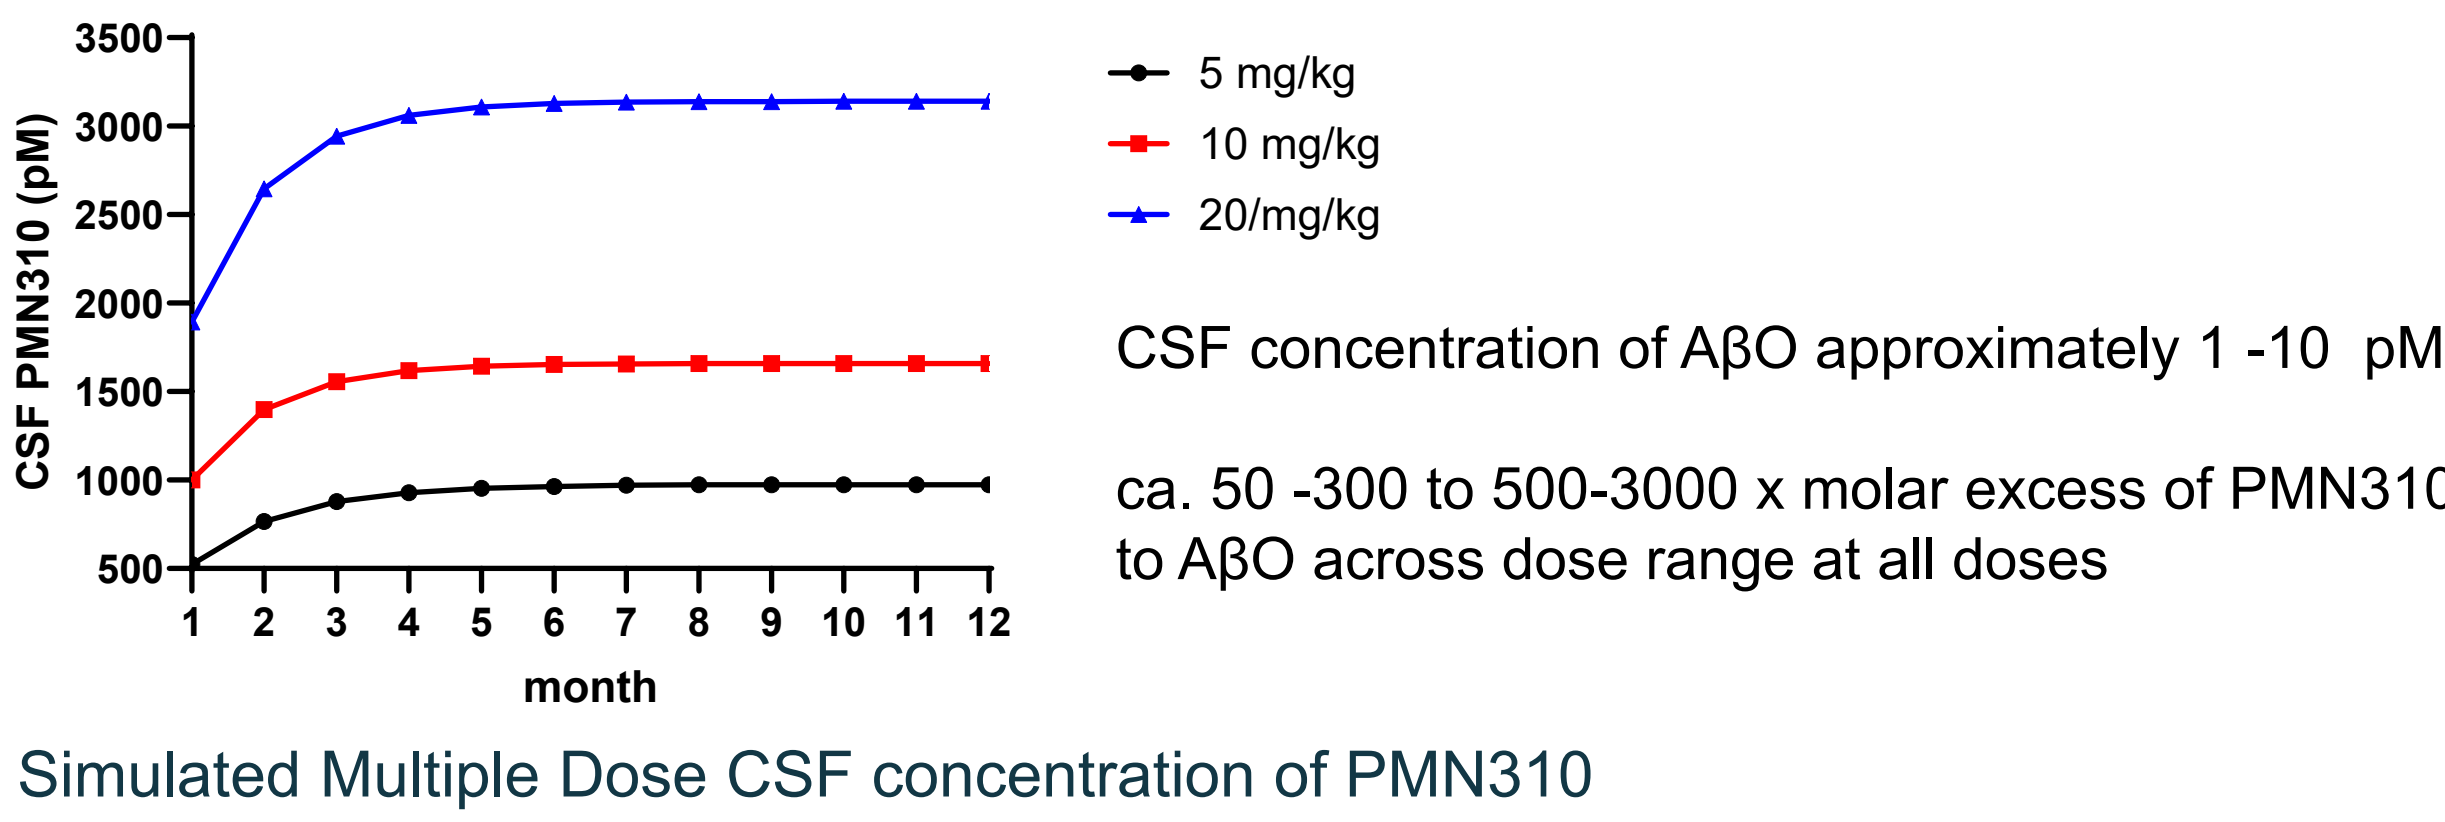 3500
3000
2500
2000
1500
1000
500
CSF PMN310 (pM)
1 2 3 4 5 6 7 8 9 10 11 12
month
5 mg/kg
10 mg/kg
20/mg/kg
CSF concentration of AβO approximately 1 -10 pM
ca. 50 -300 to 500-3000 x molar excess of PMN310
to AβO across dose range at all doses
Simulated Multiple Dose CSF concentration of PMN310